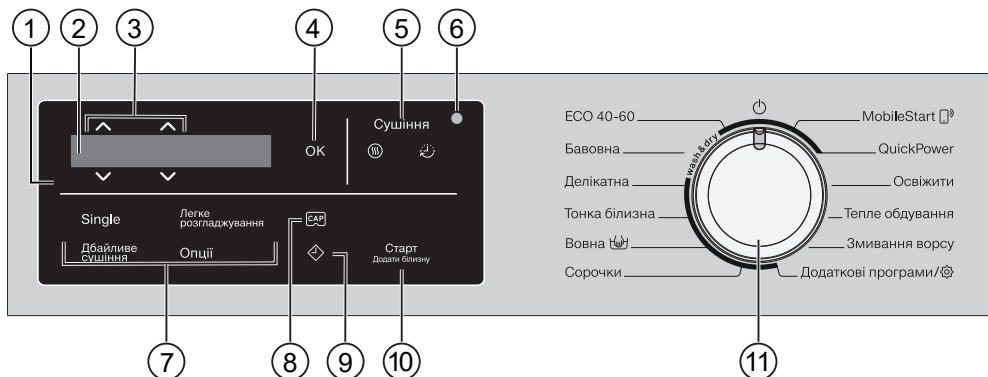 1 2 3 4 5 6
Сушіння
OK
Single
Легке
розгладжування
CAP
Дбайливе
сушіння
Опції
Старт
Додати білизну
7 8 9 10
wash&dry
ECO 40-60
Бавовна
Делікатна
Тонка білизна
Вовна
Сорочки
MobileStart
QuickPower
Освіжити
Тепле обдування
Змивання ворсу
Додаткові програми/
11